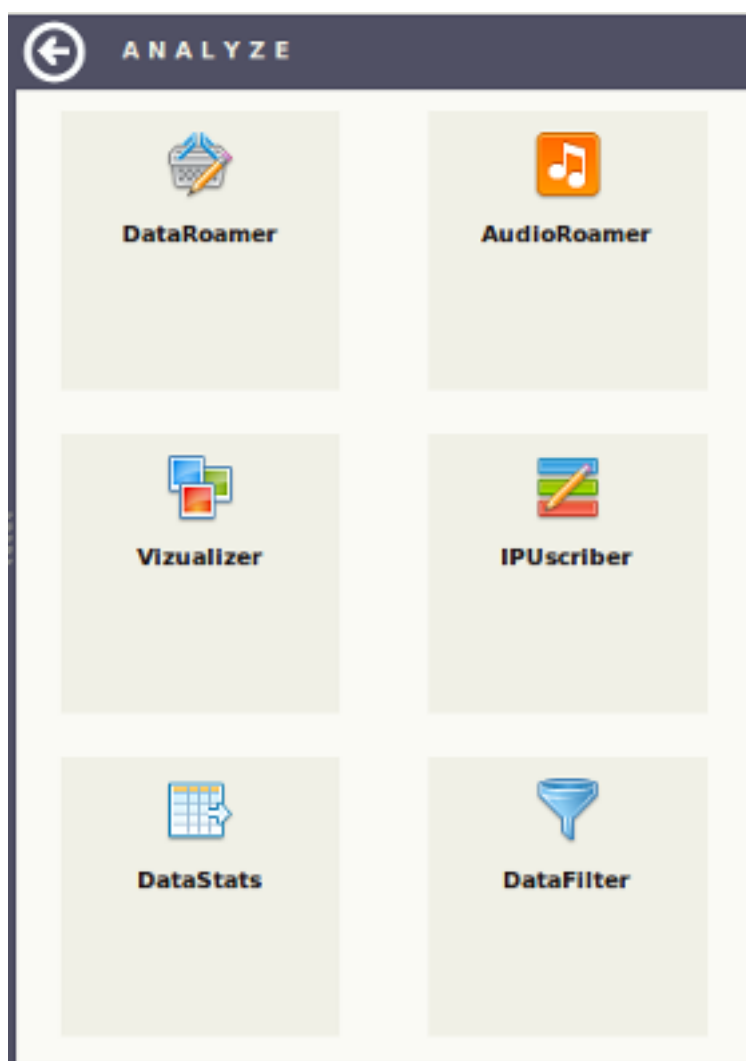 ANALYZE
DataRoamer
AudioRoamer
Vizualizer
IPUscriber
DataStats
DataFilter